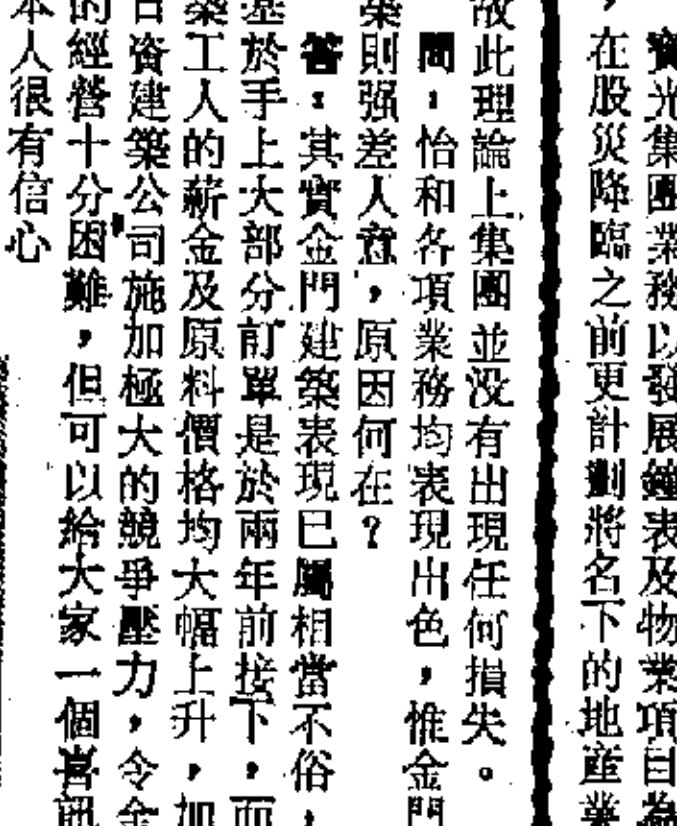 寶光集團業務以發展鐘表及物業項目為
，在股災降臨之前更計劃將名下的地產業
故此理論上集團並没有出現任何損失。
問：怡和各項業務均表現出色，惟金門
築則强差人意，原因何在？
答：其實金門建築表現已屬相當不俗，
基於手上大部分訂單是於兩年前接下，而
築工人的薪金及原料價格均大幅上升，加
日資建築公司施加極大的競爭壓力，令金
的經營十分困難，但可以給大家一個喜訊
本人很有信心